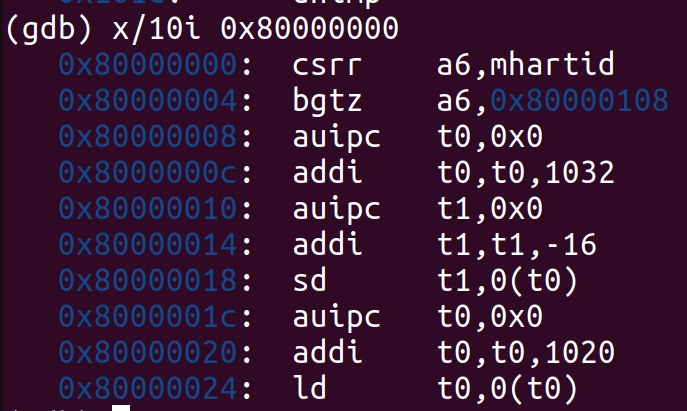 (gdb) x/10i 0x80000000
0x80000000: csrr a6,mhartid
0x80000004: bgtz a6,0x80000108
0x80000008: auipc t0,0x0
0x8000000c: addi t0,t0,1032
0x80000010: auipc t1,0x0
0x80000014: addi t1,t1,-16
0x80000018: sd t1,0(t0)
0x8000001c: auipc t0,0x0
0x80000020: addi t0,t0,1020
0x80000024: ld t0,0(t0)